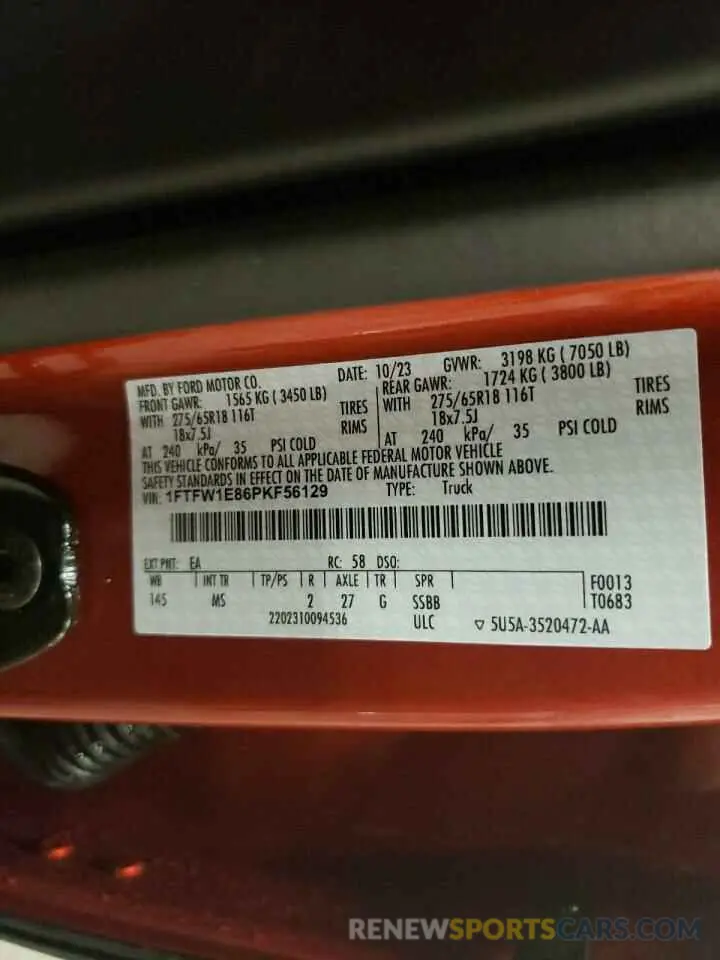 MFD. BY FORD MOTOR CO. DATE: 10/23 GVWR: 3198 KG ( 7050 LB)
FRONT GAWR: 1565 KG ( 3450 LB) REAR GAWR: 1724 KG ( 3800 LB)
WITH 275/65R18 116T TIRES WITH 275/65R18 116T TIRES
18x7.5J RIMS 18x7.5J RIMS
AT 240 kPa/ 35 PSI COLD AT 240 kPa/ 35 PSI COLD
THIS VEHICLE CONFORMS TO ALL APPLICABLE FEDERAL MOTOR VEHICLE
SAFETY STANDARDS IN EFFECT ON THE DATE OF MANUFACTURE SHOWN ABOVE.
VIN: 1FTFW1E86PKF56129 TYPE: Truck
EXT PNT: EA RC: 58 DSO:
WB INT TR TP/PS R AXLE TR SPR F0013
145 MS 2 27 G SSBB T0683
2202310094536 ULC ▽ 5U5A-3520472-AA
RENEWSPORTSCARS.COM